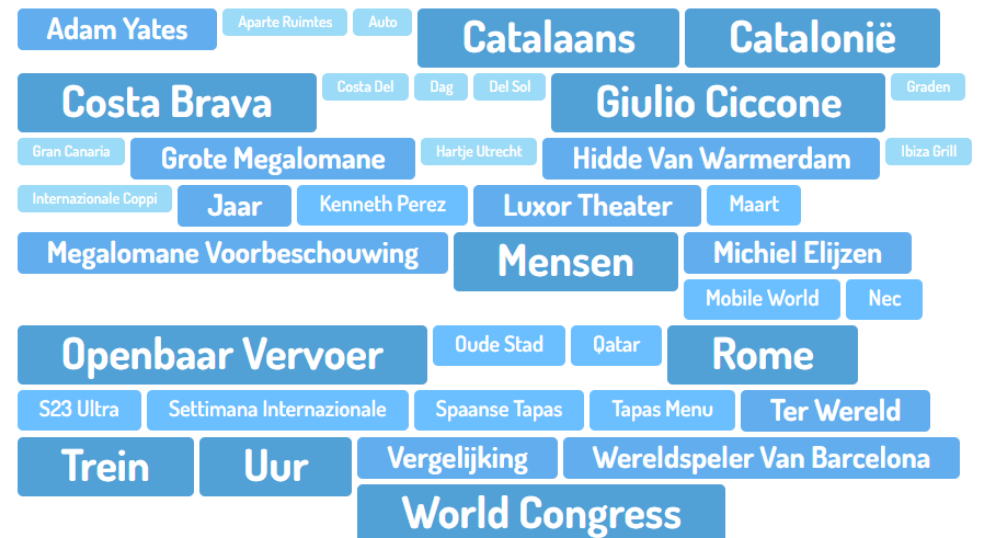 Adam Yates Aparte Ruimtes Auto Catalaans Catalonië
Costa Brava Costa Del Dag Del Sol Giulio Ciccone Graden
Gran Canaria Grote Megalomane Hartje Utrecht Hidde Van Warmerdam Ibiza Grill
Internazionale Coppi Jaar Kenneth Perez Luxor Theater Maart
Megalomane Voorbeschouwing Mensen Michiel Elijzen
Mobile World Nec
Openbaar Vervoer Oude Stad Qatar Rome
S23 Ultra Settimana Internazionale Spaanse Tapas Tapas Menu Ter Wereld
Trein Uur Vergelijking Wereldspeler Van Barcelona
World Congress